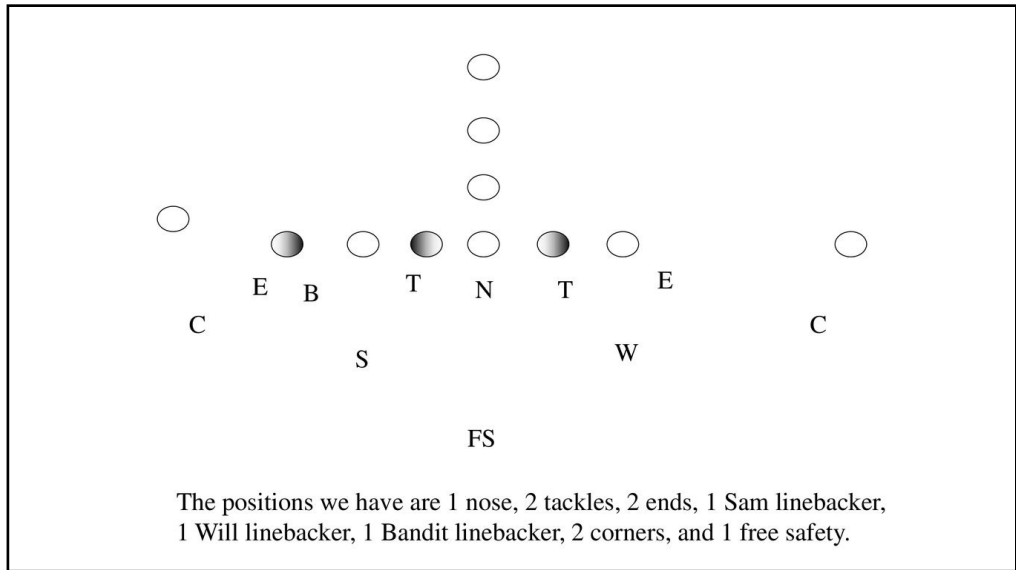 E B T N T E
C C
S W
FS
The positions we have are 1 nose, 2 tackles, 2 ends, 1 Sam linebacker,
1 Will linebacker, 1 Bandit linebacker, 2 corners, and 1 free safety.